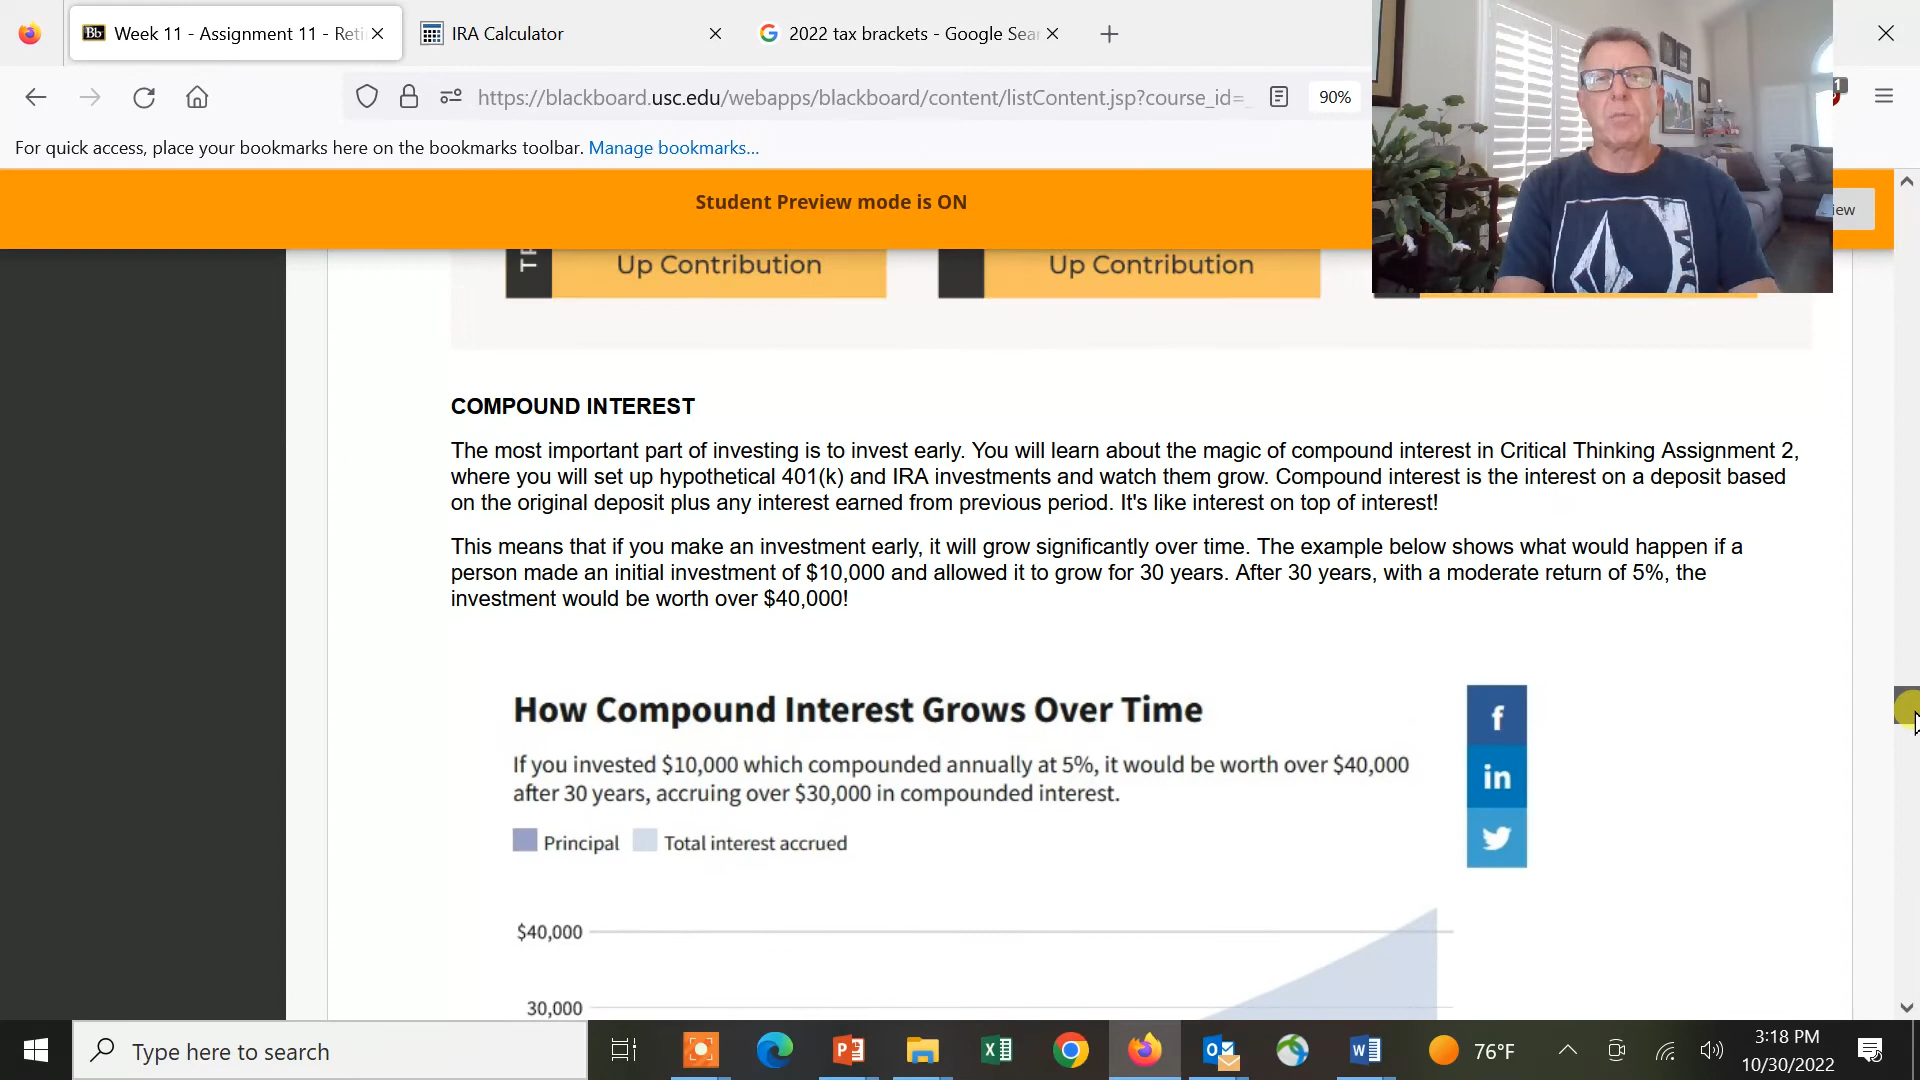 Week 11 - Assignment 11 - Reti
IRA Calculator
2022 tax brackets - Google Sea
https://blackboard.usc.edu/webapps/blackboard/content/listContent.jsp?course_id=_
90%
1
For quick access, place your bookmarks here on the bookmarks toolbar. Manage bookmarks...
Student Preview mode is ON
iew
Up Contribution
Up Contribution
COMPOUND INTEREST
The most important part of investing is to invest early. You will learn about the magic of compound interest in Critical Thinking Assignment 2,
where you will set up hypothetical 401(k) and IRA investments and watch them grow. Compound interest is the interest on a deposit based
on the original deposit plus any interest earned from previous period. It's like interest on top of interest!
This means that if you make an investment early, it will grow significantly over time. The example below shows what would happen if a
person made an initial investment of $10,000 and allowed it to grow for 30 years. After 30 years, with a moderate return of 5%, the
investment would be worth over $40,000!
How Compound Interest Grows Over Time
If you invested $10,000 which compounded annually at 5%, it would be worth over $40,000
after 30 years, accruing over $30,000 in compounded interest.
Principal Total interest accrued
$40,000
30,000
Type here to search
76°F
3:18 PM
10/30/2022